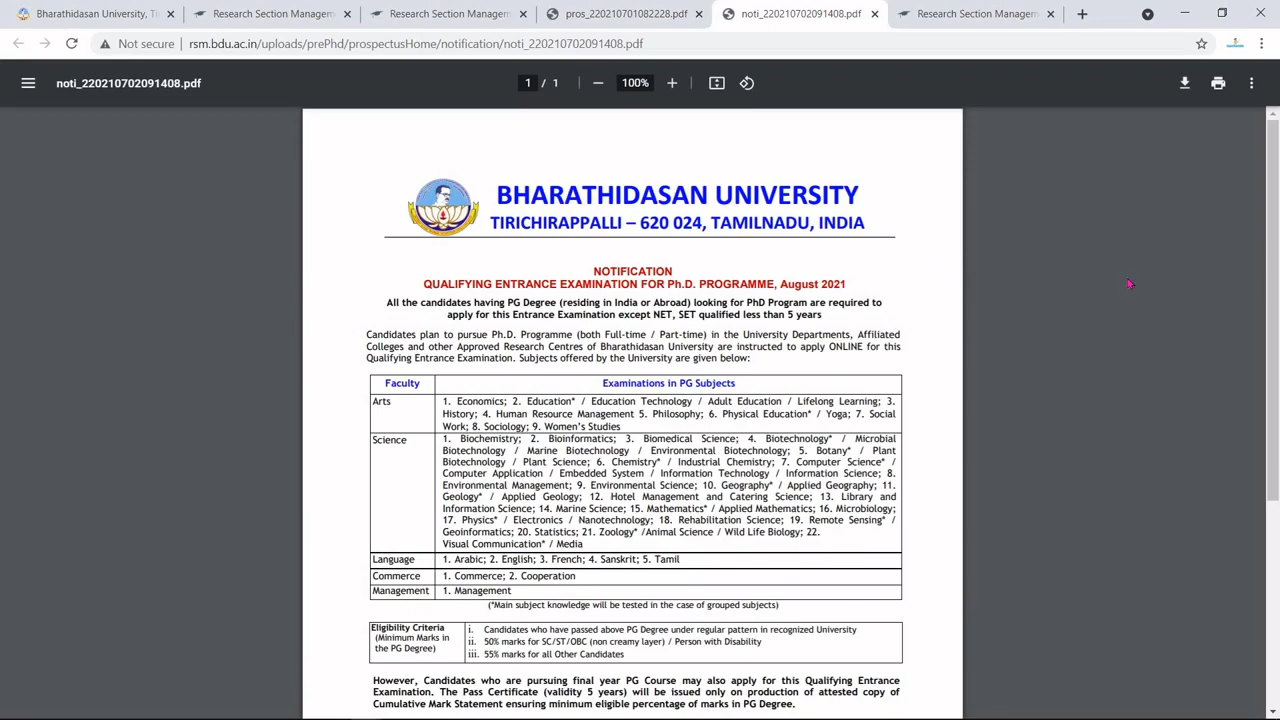 Bharathidasan University, Ti
Research Section Managem
Research Section Managem
pros_220210701082228.pdf
noti_220210702091408.pdf
Research Section Managem
Not secure
rsm.bdu.ac.in/uploads/prePhd/prospectusHome/notification/noti_220210702091408.pdf
noti_220210702091408.pdf
1 / 1
100%
BHARATHIDASAN UNIVERSITY
TIRICHIRAPPALLI – 620 024, TAMILNADU, INDIA
NOTIFICATION
QUALIFYING ENTRANCE EXAMINATION FOR Ph.D. PROGRAMME, August 2021
All the candidates having PG Degree (residing in India or Abroad) looking for PhD Program are required to
apply for this Entrance Examination except NET, SET qualified less than 5 years
Candidates plan to pursue Ph.D. Programme (both Full-time / Part-time) in the University Departments, Affiliated
Colleges and other Approved Research Centres of Bharathidasan University are instructed to apply ONLINE for this
Qualifying Entrance Examination. Subjects offered by the University are given below:
Faculty
Examinations in PG Subjects
Arts
1. Economics; 2. Education* / Education Technology / Adult Education / Lifelong Learning; 3.
History; 4. Human Resource Management 5. Philosophy; 6. Physical Education* / Yoga; 7. Social
Work; 8. Sociology; 9. Women's Studies
Science
1. Biochemistry; 2. Bioinformatics; 3. Biomedical Science; 4. Biotechnology* / Microbial
Biotechnology / Marine Biotechnology / Environmental Biotechnology; 5. Botany* / Plant
Biotechnology / Plant Science; 6. Chemistry* / Industrial Chemistry; 7. Computer Science* /
Computer Application / Embedded System / Information Technology / Information Science; 8.
Environmental Management; 9. Environmental Science; 10. Geography* / Applied Geography; 11.
Geology* / Applied Geology; 12. Hotel Management and Catering Science; 13. Library and
Information Science; 14. Marine Science; 15. Mathematics* / Applied Mathematics; 16. Microbiology;
17. Physics* / Electronics / Nanotechnology; 18. Rehabilitation Science; 19. Remote Sensing* /
Geoinformatics; 20. Statistics; 21. Zoology* /Animal Science / Wild Life Biology; 22.
Visual Communication* / Media
Language
1. Arabic; 2. English; 3. French; 4. Sanskrit; 5. Tamil
Commerce
1. Commerce; 2. Cooperation
Management
1. Management
(*Main subject knowledge will be tested in the case of grouped subjects)
Eligibility Criteria
(Minimum Marks in
the PG Degree)
i. Candidates who have passed above PG Degree under regular pattern in recognized University
ii. 50% marks for SC/ST/OBC (non creamy layer) / Person with Disability
iii. 55% marks for all Other Candidates
However, Candidates who are pursuing final year PG Course may also apply for this Qualifying Entrance
Examination. The Pass Certificate (validity 5 years) will be issued only on production of attested copy of
Cumulative Mark Statement ensuring minimum eligible percentage of marks in PG Degree.